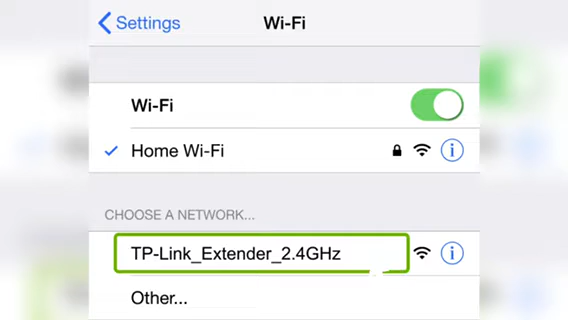 Settings
Wi-Fi
Wi-Fi
Home Wi-Fi
CHOOSE A NETWORK...
TP-Link_Extender_2.4GHz
Other...